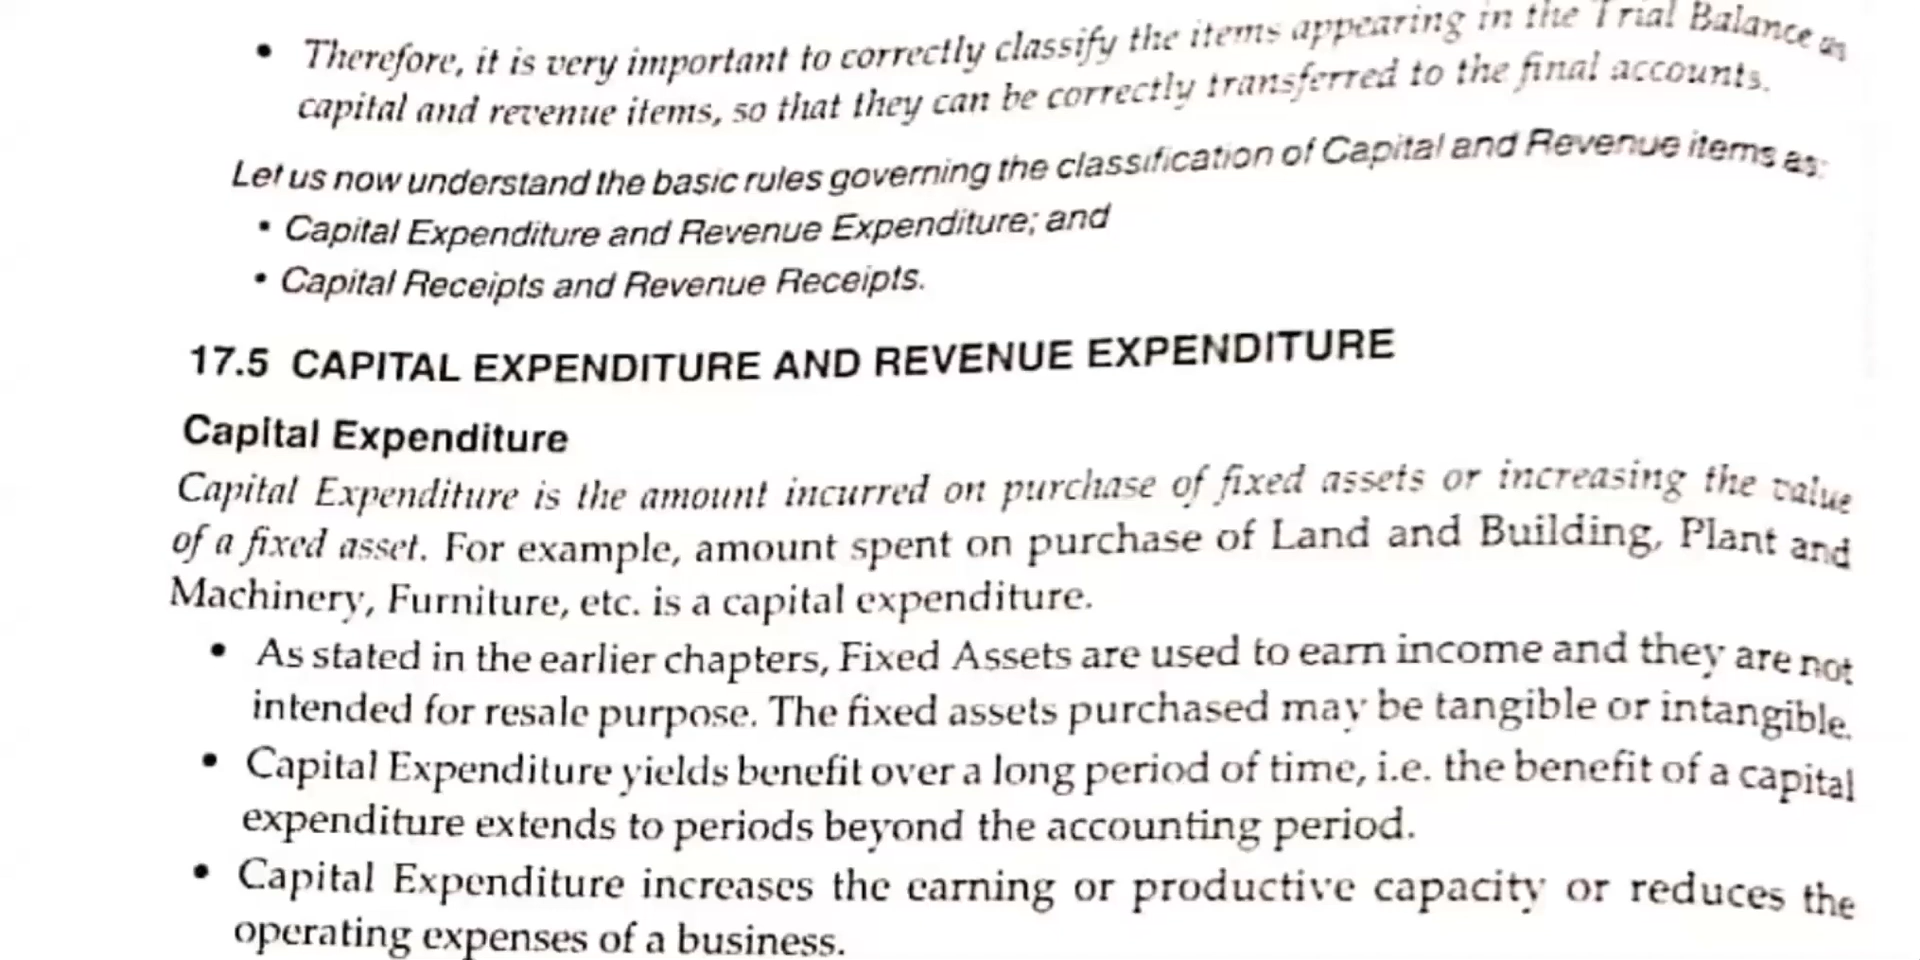 • Therefore, it is very important to correctly classify the items appearing in the Trial Balance as
capital and revenue items, so that they can be correctly transferred to the final accounts.
Let us now understand the basic rules governing the classification of Capital and Revenue items as:
• Capital Expenditure and Revenue Expenditure; and
• Capital Receipts and Revenue Receipts.
17.5 CAPITAL EXPENDITURE AND REVENUE EXPENDITURE
Capital Expenditure
Capital Expenditure is the amount incurred on purchase of fixed assets or increasing the value
of a fixed asset. For example, amount spent on purchase of Land and Building, Plant and
Machinery, Furniture, etc. is a capital expenditure.
• As stated in the earlier chapters, Fixed Assets are used to earn income and they are not
intended for resale purpose. The fixed assets purchased may be tangible or intangible.
• Capital Expenditure yields benefit over a long period of time, i.e. the benefit of a capital
expenditure extends to periods beyond the accounting period.
• Capital Expenditure increases the earning or productive capacity or reduces the
operating expenses of a business.